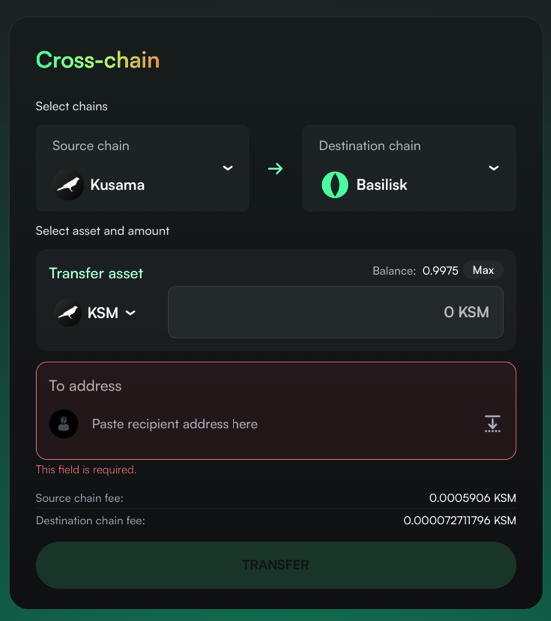 Cross-chain
Select chains
Source chain
Kusama
Destination chain
Basilisk
Select asset and amount
Transfer asset
Balance: 0.9975 Max
KSM
0 KSM
To address
Paste recipient address here
This field is required.
Source chain fee: 0.0005906 KSM
Destination chain fee: 0.000072711796 KSM
TRANSFER